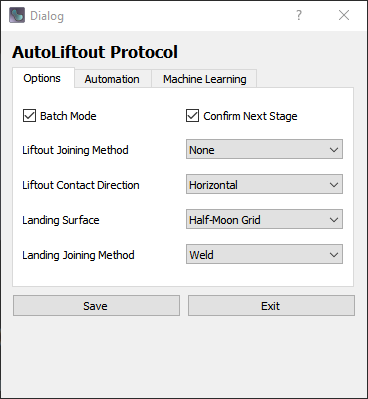 Dialog
AutoLiftout Protocol
Options Automation Machine Learning
Batch Mode Confirm Next Stage
Liftout Joining Method None
Liftout Contact Direction Horizontal
Landing Surface Half-Moon Grid
Landing Joining Method Weld
Save Exit